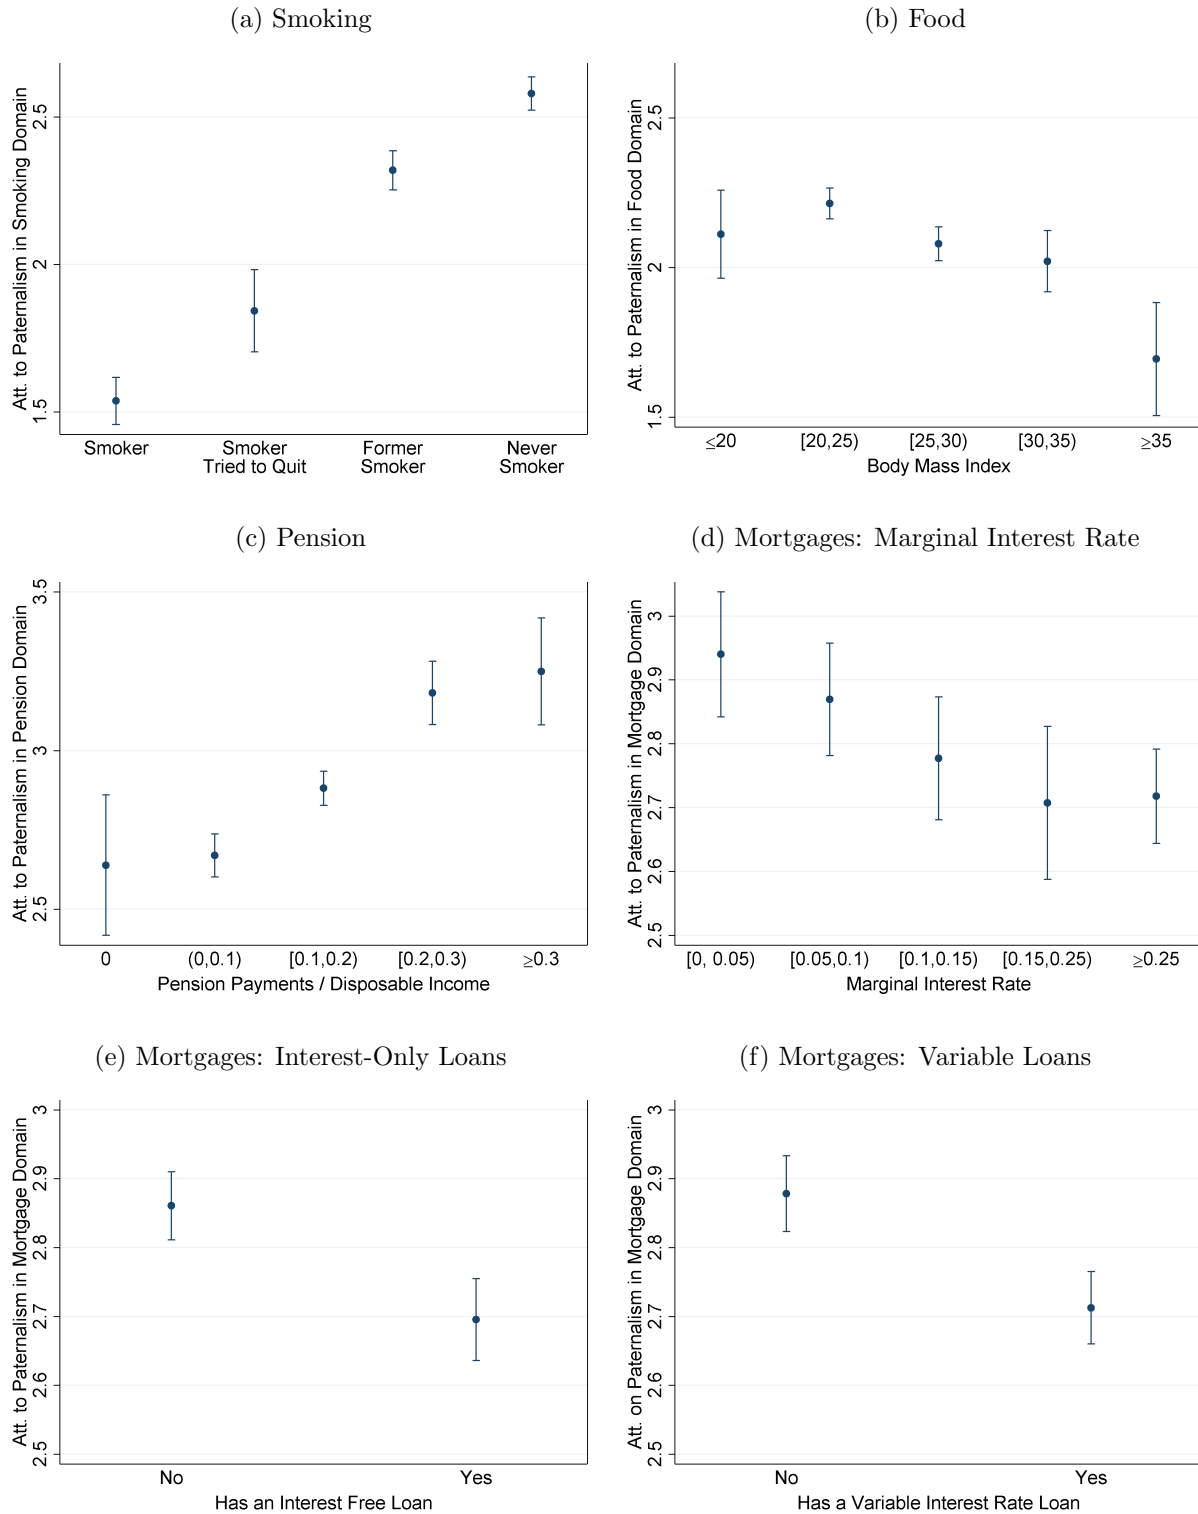 (a) Smoking
Att. to Paternalism in Smoking Domain
2.5
2
1.5
Smoker
Smoker
Tried to Quit
Former
Smoker
Never
Smoker
(b) Food
Att. to Paternalism in Food Domain
2.5
2
1.5
≤20
[20,25)
[25,30)
[30,35)
≥35
Body Mass Index
(c) Pension
Att. to Paternalism in Pension Domain
3.5
3
2.5
0
(0,0.1)
[0.1,0.2)
[0.2,0.3)
≥0.3
Pension Payments / Disposable Income
(d) Mortgages: Marginal Interest Rate
Att. to Paternalism in Mortgage Domain
3
2.9
2.8
2.7
2.6
2.5
[0, 0.05)
[0.05,0.1)
[0.1,0.15)
[0.15,0.25)
≥0.25
Marginal Interest Rate
(e) Mortgages: Interest-Only Loans
Att. to Paternalism in Mortgage Domain
3
2.9
2.8
2.7
2.6
2.5
No
Yes
Has an Interest Free Loan
(f) Mortgages: Variable Loans
Att. on Paternalism in Mortgage Domain
3
2.9
2.8
2.7
2.6
2.5
No
Yes
Has a Variable Interest Rate Loan